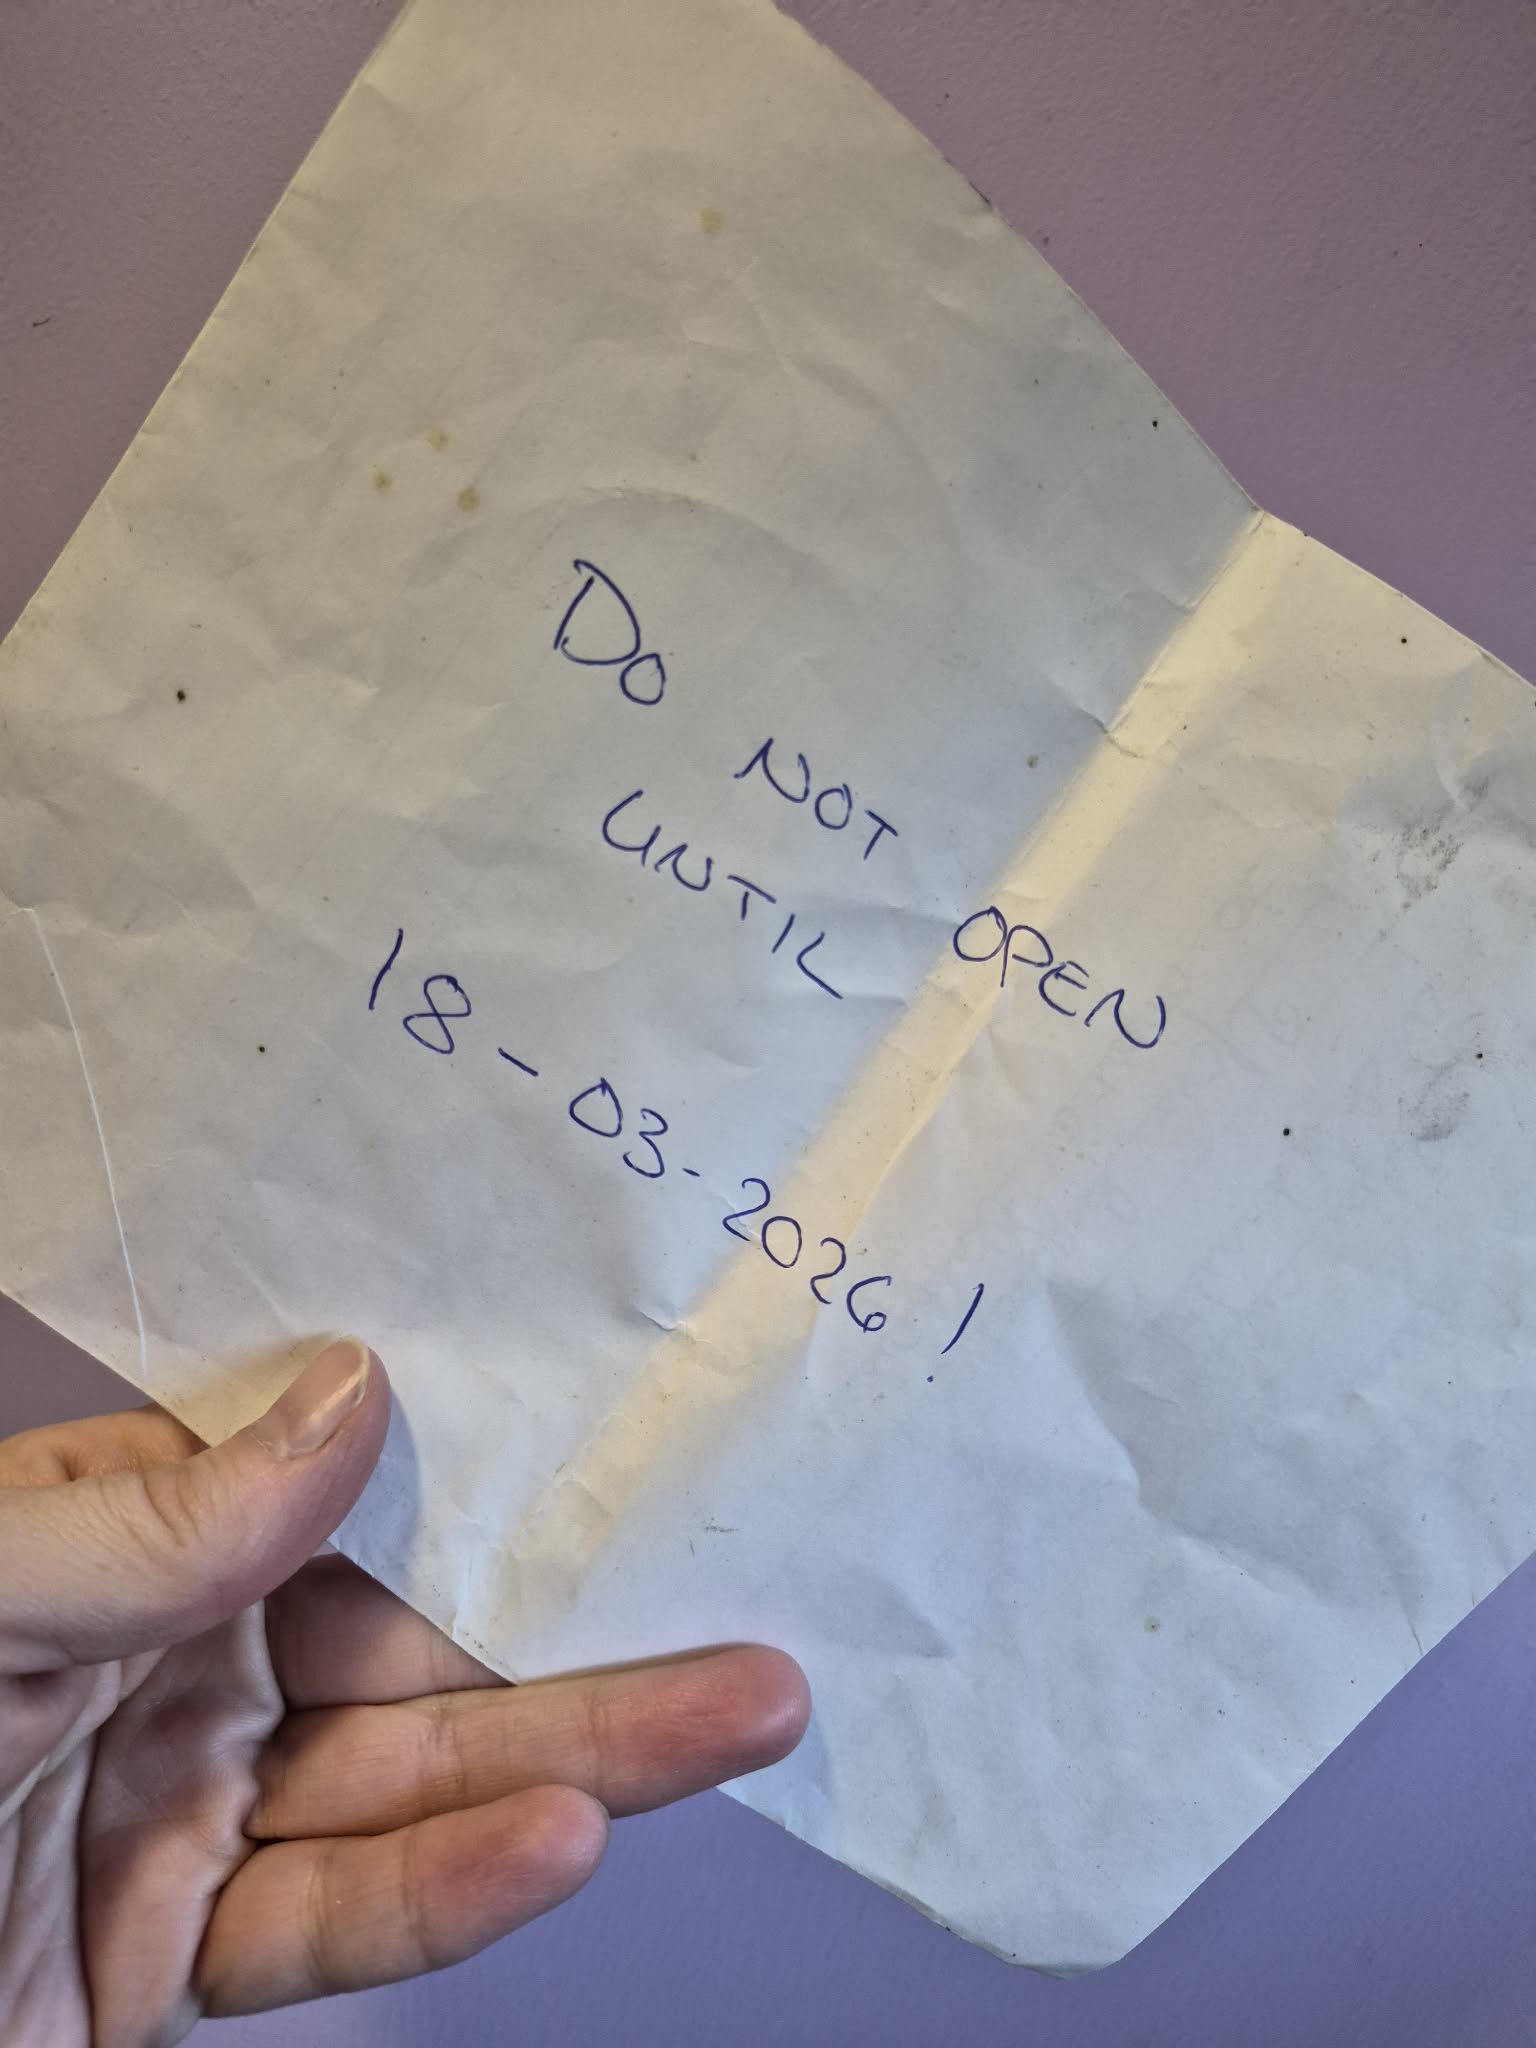 Do NOT OPEN
UNTIL
18-03-2026!